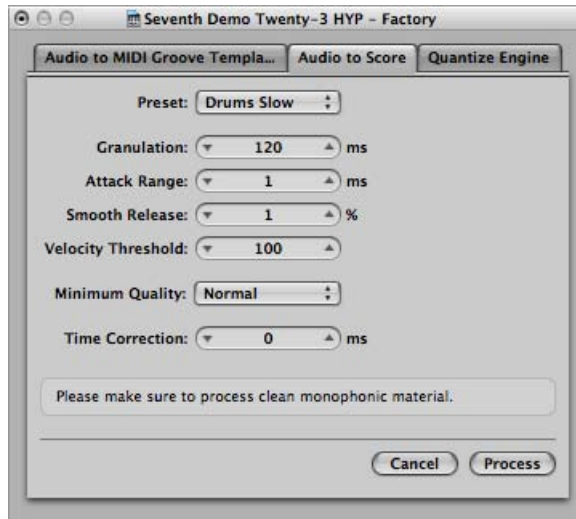 Seventh Demo Twenty-3 HYP - Factory
Audio to MIDI Groove Templa... Audio to Score Quantize Engine
Preset: Drums Slow
Granulation: 120 ms
Attack Range: 1 ms
Smooth Release: 1 %
Velocity Threshold: 100
Minimum Quality: Normal
Time Correction: 0 ms
Please make sure to process clean monophonic material.
Cancel Process